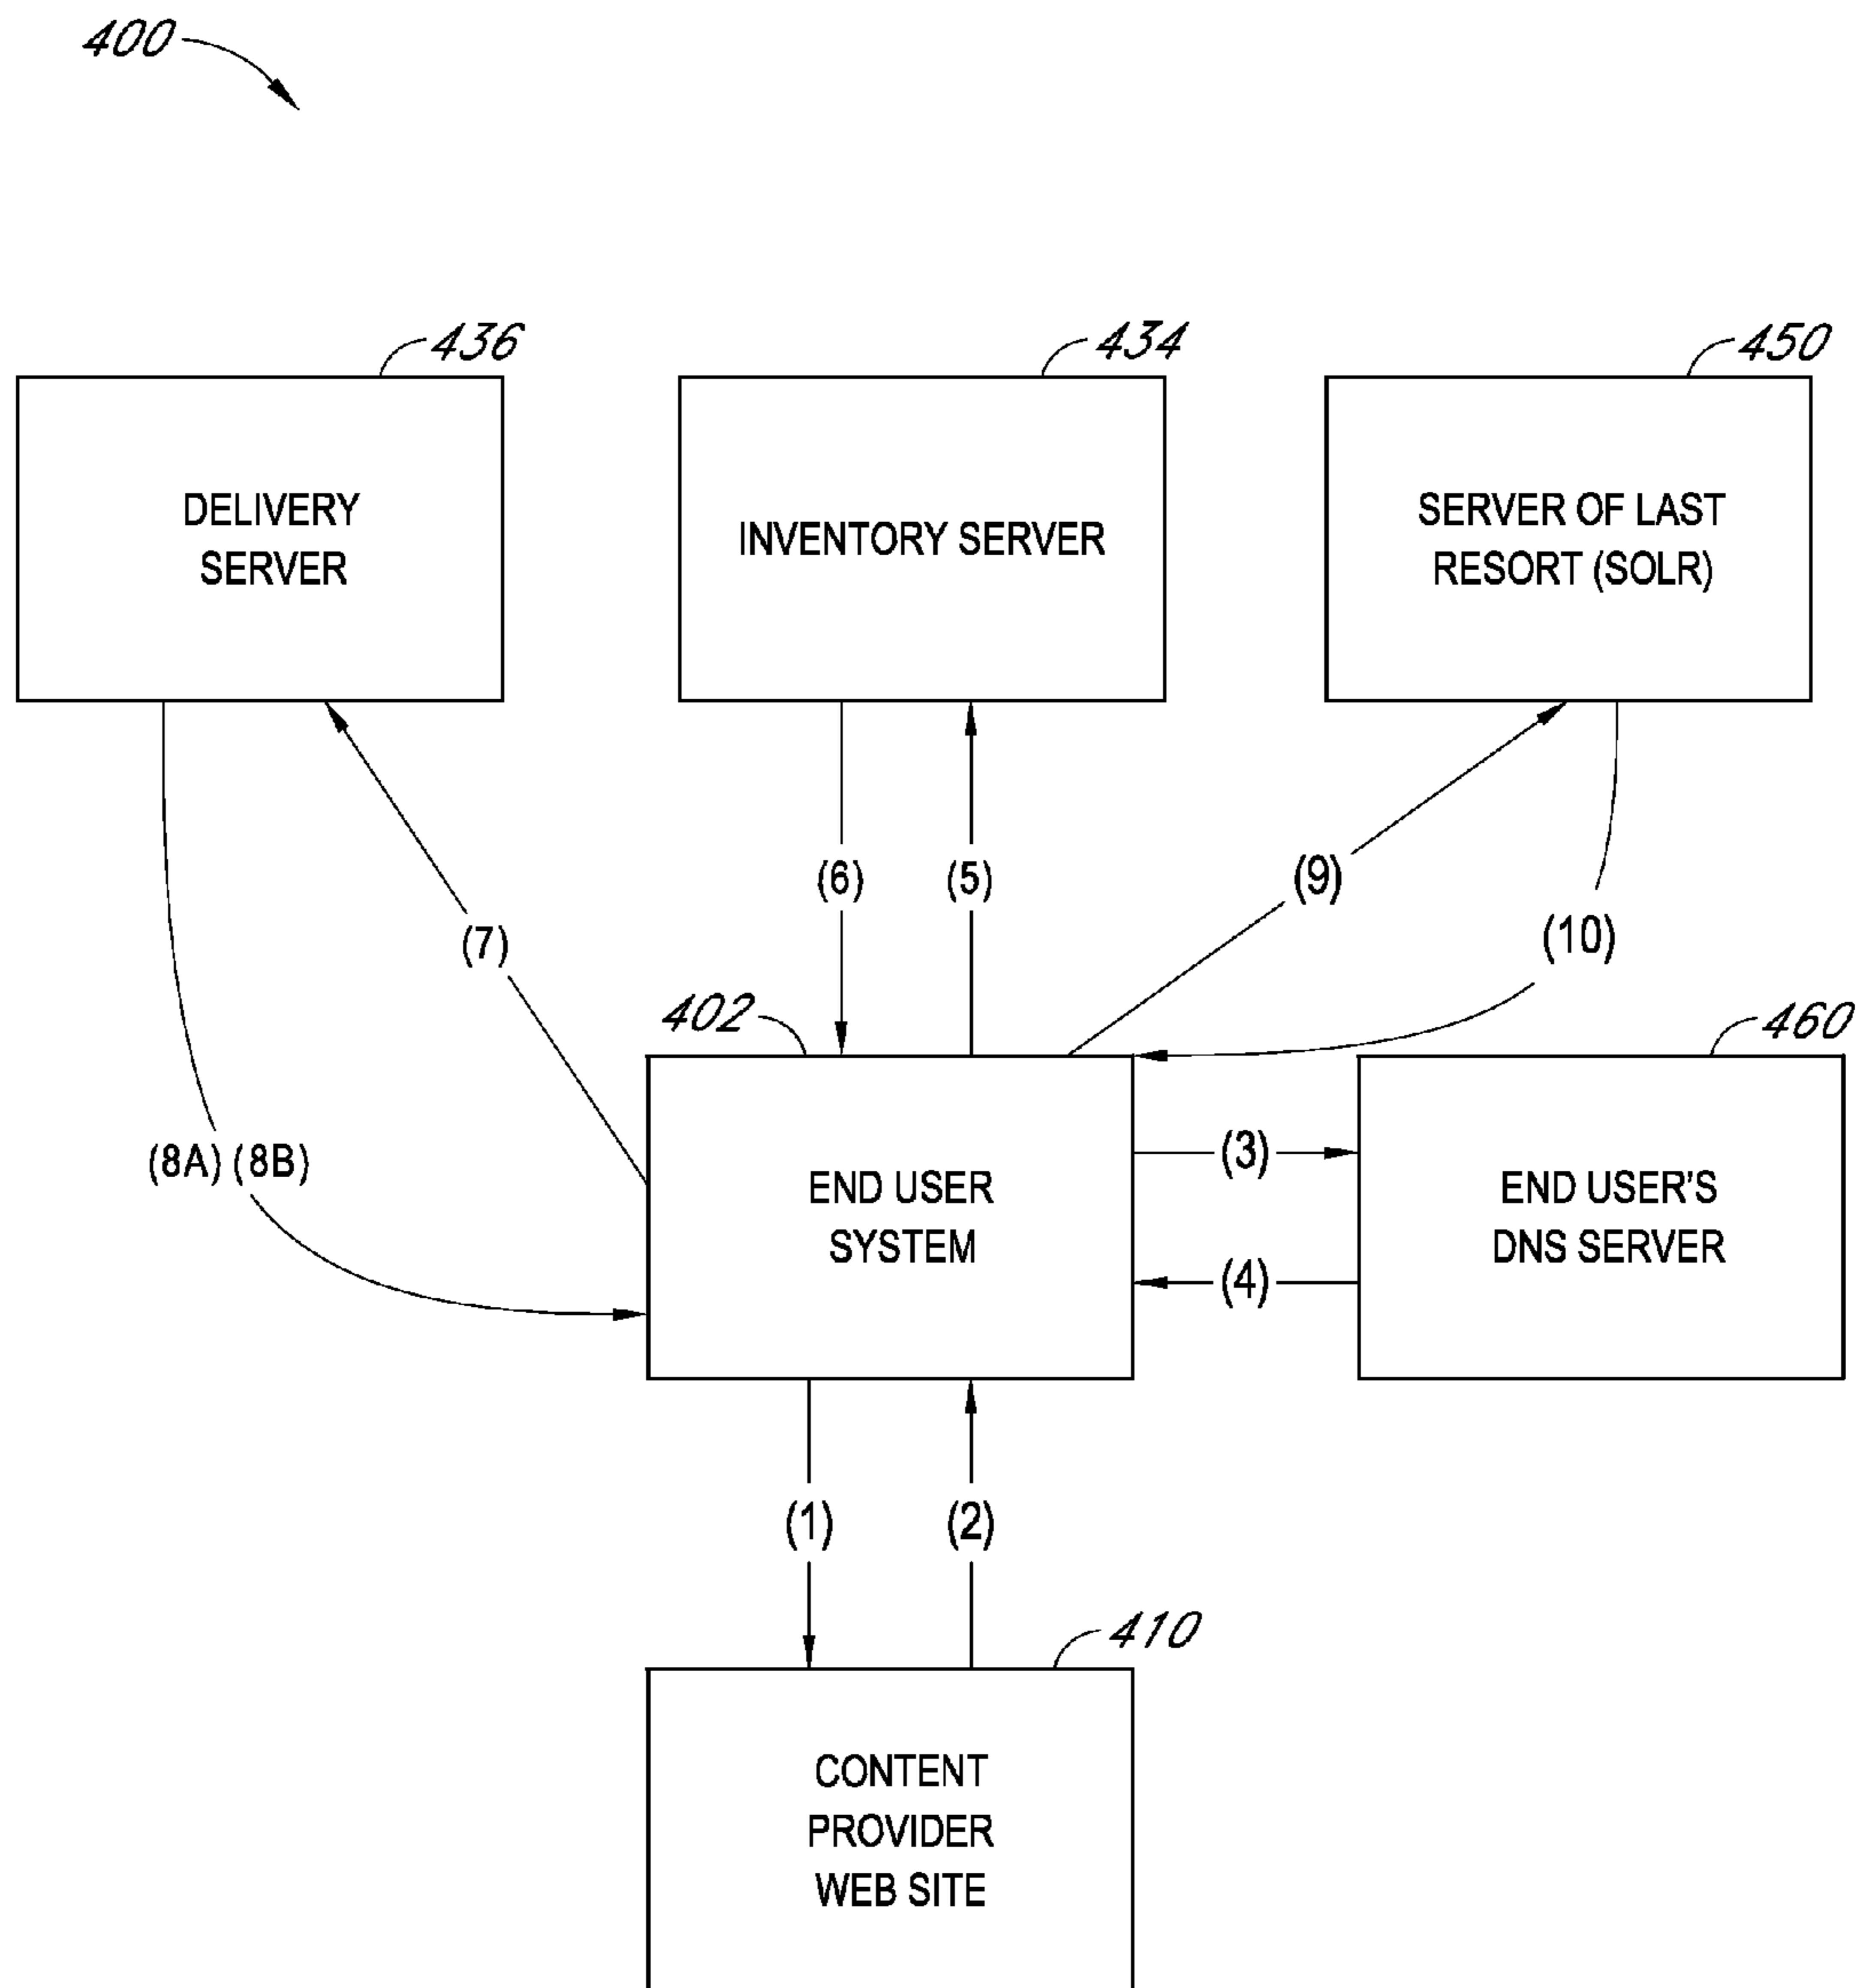 400
436
434
450
DELIVERY
SERVER
INVENTORY SERVER
SERVER OF LAST
RESORT (SOLR)
(6)
(5)
(9)
(7)
(10)
402
460
(8A) (8B)
(3)
END USER
SYSTEM
END USER'S
DNS SERVER
(4)
(1)
(2)
410
CONTENT
PROVIDER
WEB SITE